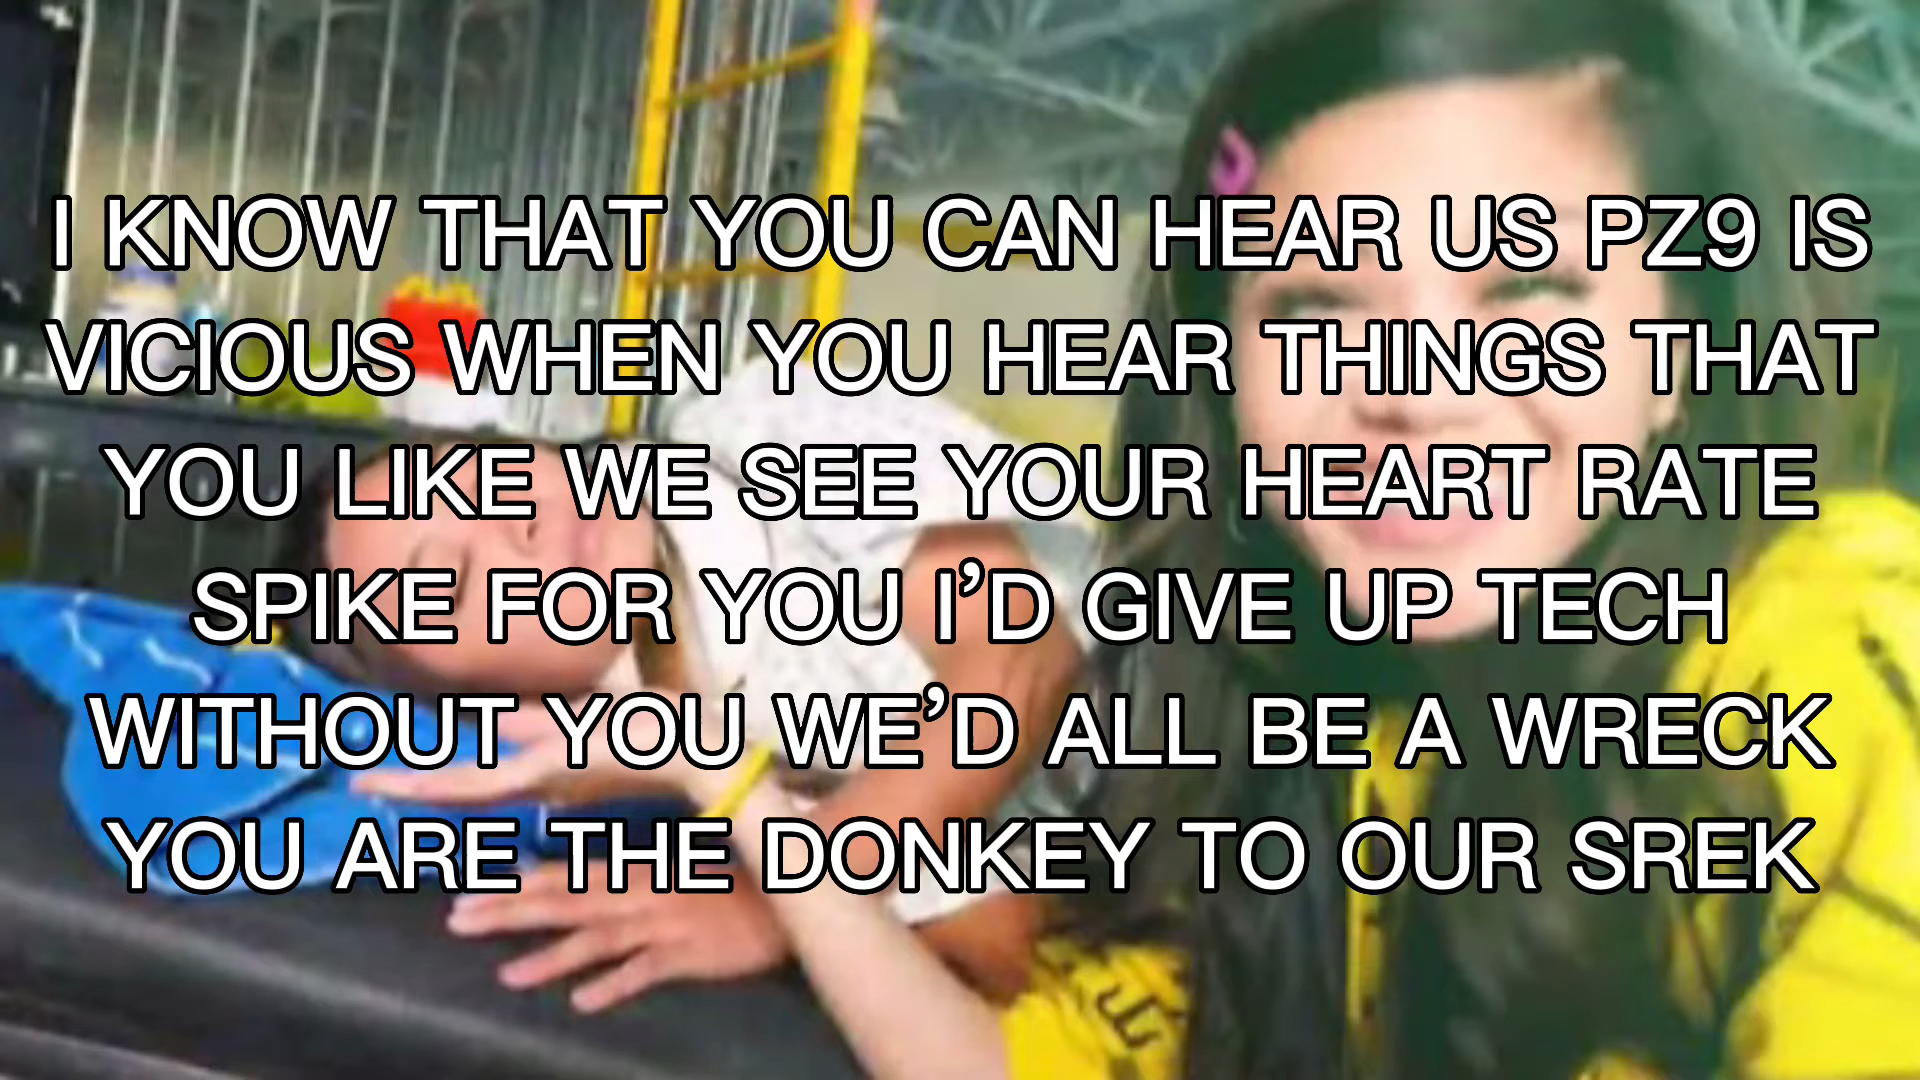 I KNOW THAT YOU CAN HEAR US PZ9 IS
VICIOUS WHEN YOU HEAR THINGS THAT
YOU LIKE WE SEE YOUR HEART RATE
SPIKE FOR YOU I’D GIVE UP TECH
WITHOUT YOU WE’D ALL BE A WRECK
YOU ARE THE DONKEY TO OUR SREK